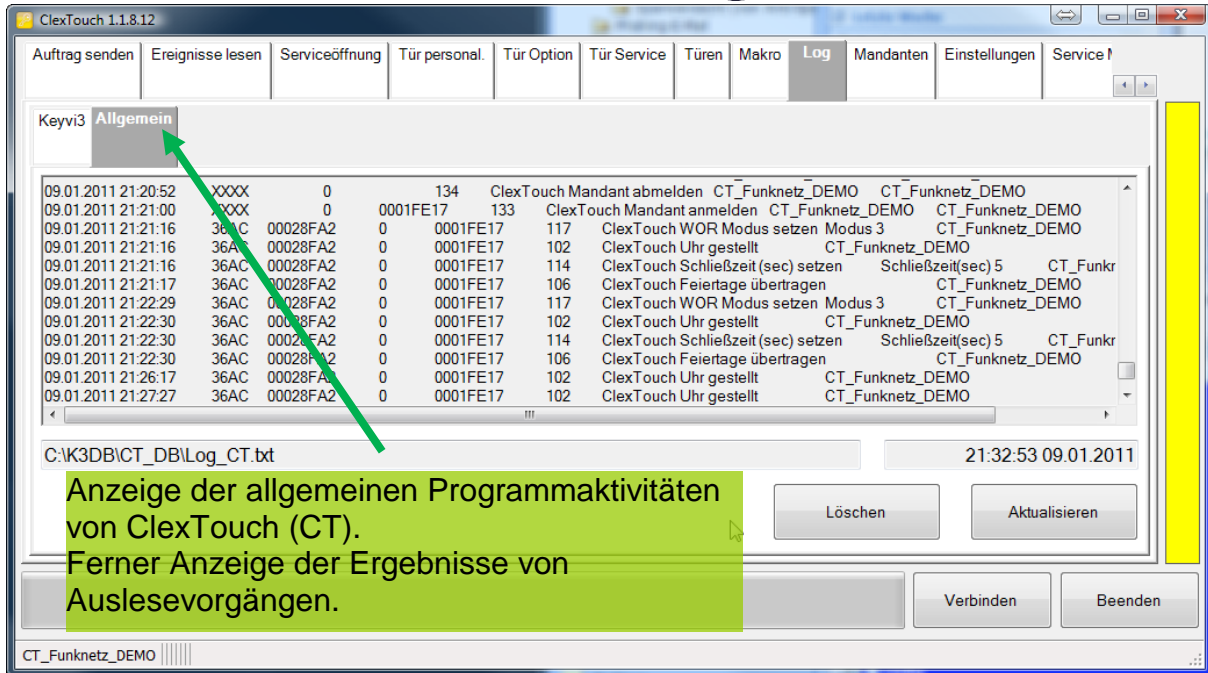 ClexTouch 1.1.8.12
Auftrag senden Ereignisse lesen Serviceöffnung Tür personal. Tür Option Tür Service Türen Makro Log Mandanten Einstellungen Service
Keyvi3 Allgemein
09.01.2011 21:20:52 XXXX 0 134 ClexTouch Mandant abmelden CT_Funknetz_DEMO CT_Funknetz_DEMO
09.01.2011 21:21:00 XXXX 0 0001FE17 133 ClexTouch Mandant anmelden CT_Funknetz_DEMO CT_Funknetz_DEMO
09.01.2011 21:21:16 36AC 00028FA2 0 0001FE17 117 ClexTouch WOR Modus setzen Modus 3 CT_Funknetz_DEMO
09.01.2011 21:21:16 36AC 00028FA2 0 0001FE17 102 ClexTouch Uhr gestellt CT_Funknetz_DEMO
09.01.2011 21:21:16 36AC 00028FA2 0 0001FE17 114 ClexTouch Schließzeit (sec) setzen Schließzeit(sec) 5 CT_Funkr
09.01.2011 21:21:17 36AC 00028FA2 0 0001FE17 106 ClexTouch Feiertage übertragen CT_Funknetz_DEMO
09.01.2011 21:22:29 36AC 00028FA2 0 0001FE17 117 ClexTouch WOR Modus setzen Modus 3 CT_Funknetz_DEMO
09.01.2011 21:22:30 36AC 00028FA2 0 0001FE17 102 ClexTouch Uhr gestellt CT_Funknetz_DEMO
09.01.2011 21:22:30 36AC 00028FA2 0 0001FE17 114 ClexTouch Schließzeit (sec) setzen Schließzeit(sec) 5 CT_Funkr
09.01.2011 21:22:30 36AC 00028FA2 0 0001FE17 106 ClexTouch Feiertage übertragen CT_Funknetz_DEMO
09.01.2011 21:26:17 36AC 00028FA2 0 0001FE17 102 ClexTouch Uhr gestellt CT_Funknetz_DEMO
09.01.2011 21:27:27 36AC 00028FA2 0 0001FE17 102 ClexTouch Uhr gestellt CT_Funknetz_DEMO
C:\K3DB\CT_DB\Log_CT.txt 21:32:53 09.01.2011
Anzeige der allgemeinen Programmaktivitäten
von ClexTouch (CT).
Ferner Anzeige der Ergebnisse von
Auslesevorgängen.
Löschen Aktualisieren
Verbinden Beenden
CT_Funknetz_DEMO